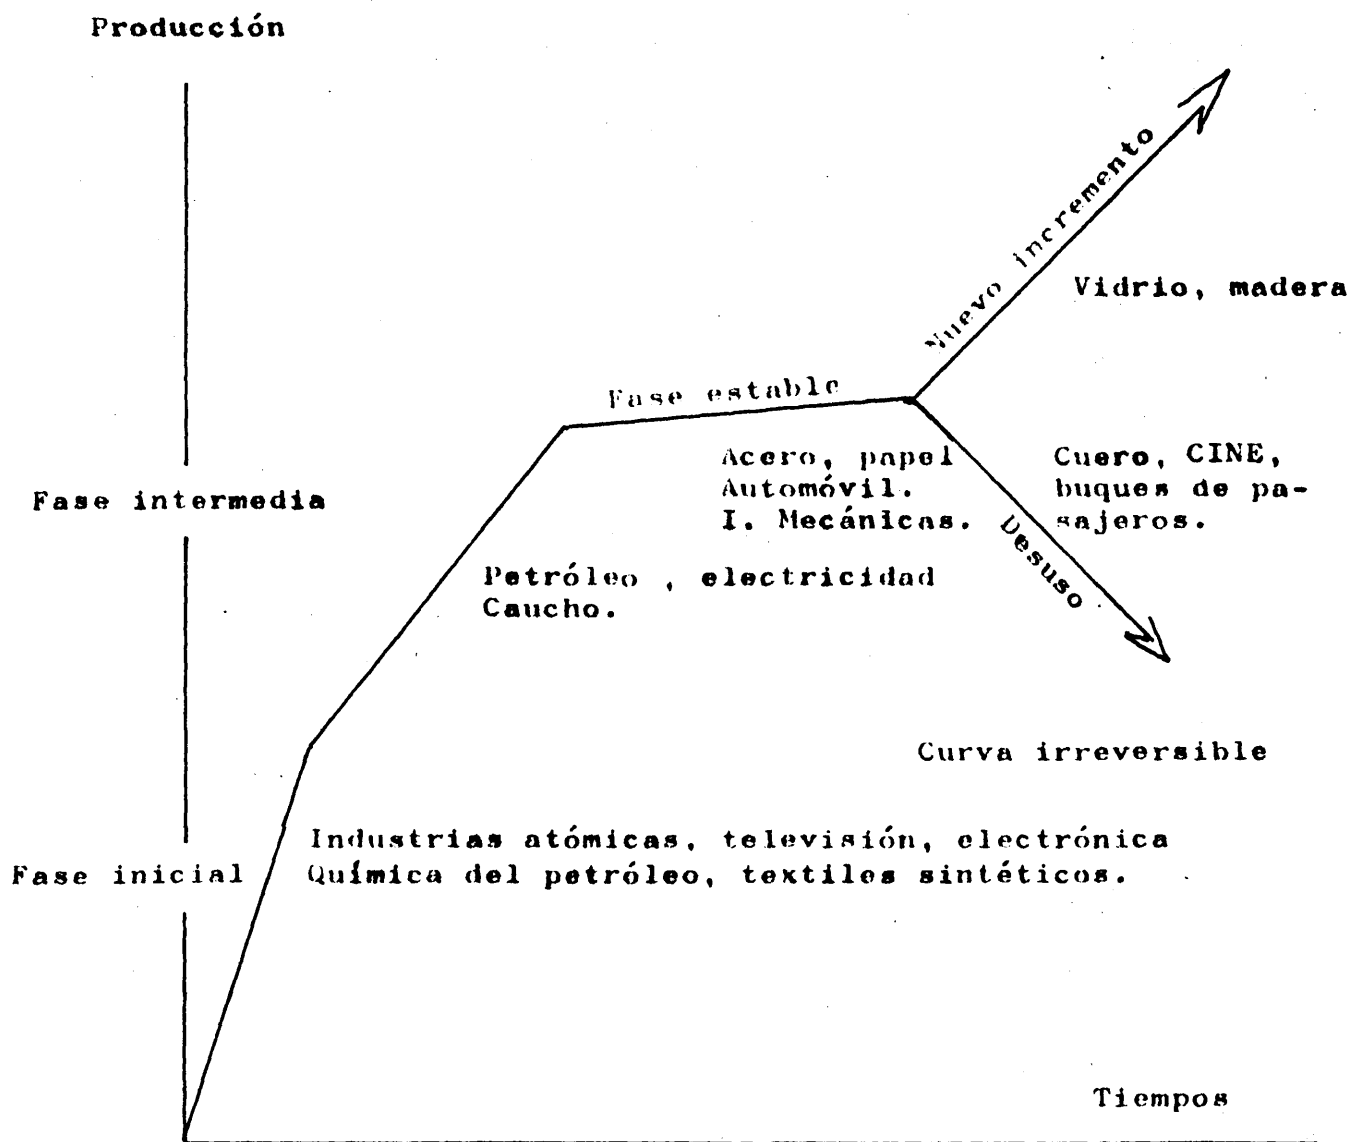 Producción
Nuevo incremento
Vidrio, madera
Fase estable
Acero, papel
Automóvil.
I. Mecánicas.
Cuero, CINE,
buques de pa-
sajeros.
Fase intermedia
Desuso
Petróleo , electricidad
Caucho.
Curva irreversible
Industrias atómicas, televisión, electrónica
Fase inicial
Química del petróleo, textiles sintéticos.
Tiempos